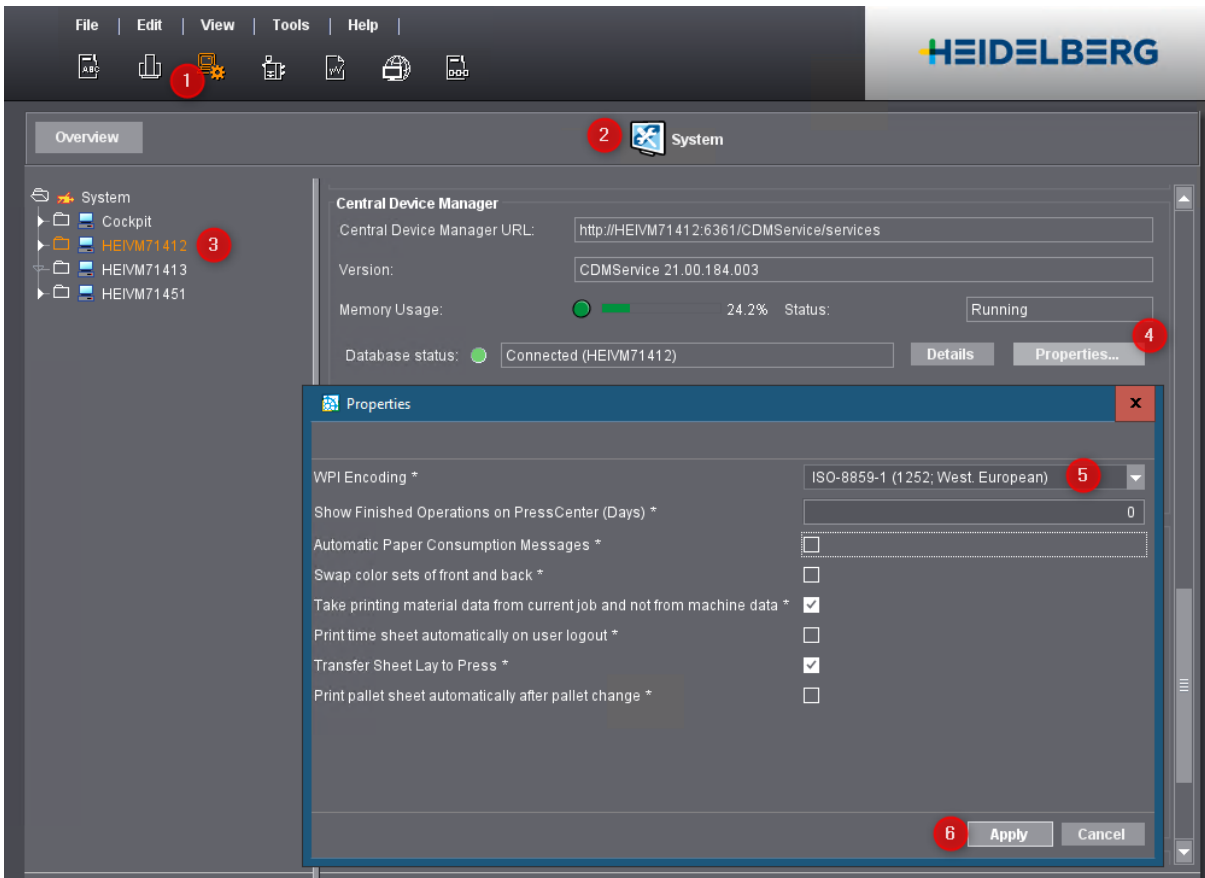 File | Edit | View | Tools | Help |
HEIDELBERG
ABC
1
Overview
2 System
System
Cockpit
HEIVM71412 3
HEIVM71413
HEIVM71451
Central Device Manager
Central Device Manager URL: http://HEIVM71412:6361/CDMService/services
Version: CDMService 21.00.184.003
Memory Usage: 24.2% Status: Running
4
Database status: Connected (HEIVM71412) Details Properties...
Properties x
WPI Encoding * ISO-8859-1 (1252; West. European) 5
Show Finished Operations on PressCenter (Days) * 0
Automatic Paper Consumption Messages *
Swap color sets of front and back *
Take printing material data from current job and not from machine data *
Print time sheet automatically on user logout *
Transfer Sheet Lay to Press *
Print pallet sheet automatically after pallet change *
6 Apply Cancel